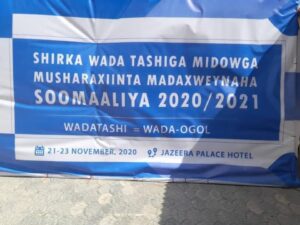 SHIRKA WADA TASHIGA MIDOWGA
MUSHARAXIINTA MADAXWEYNAHA
SOOMAALIYA 2020/2021
WADATASHI = WADA-OGOL
21-23 NOVEMBER, 2020 JAZEERA PALACE HOTEL